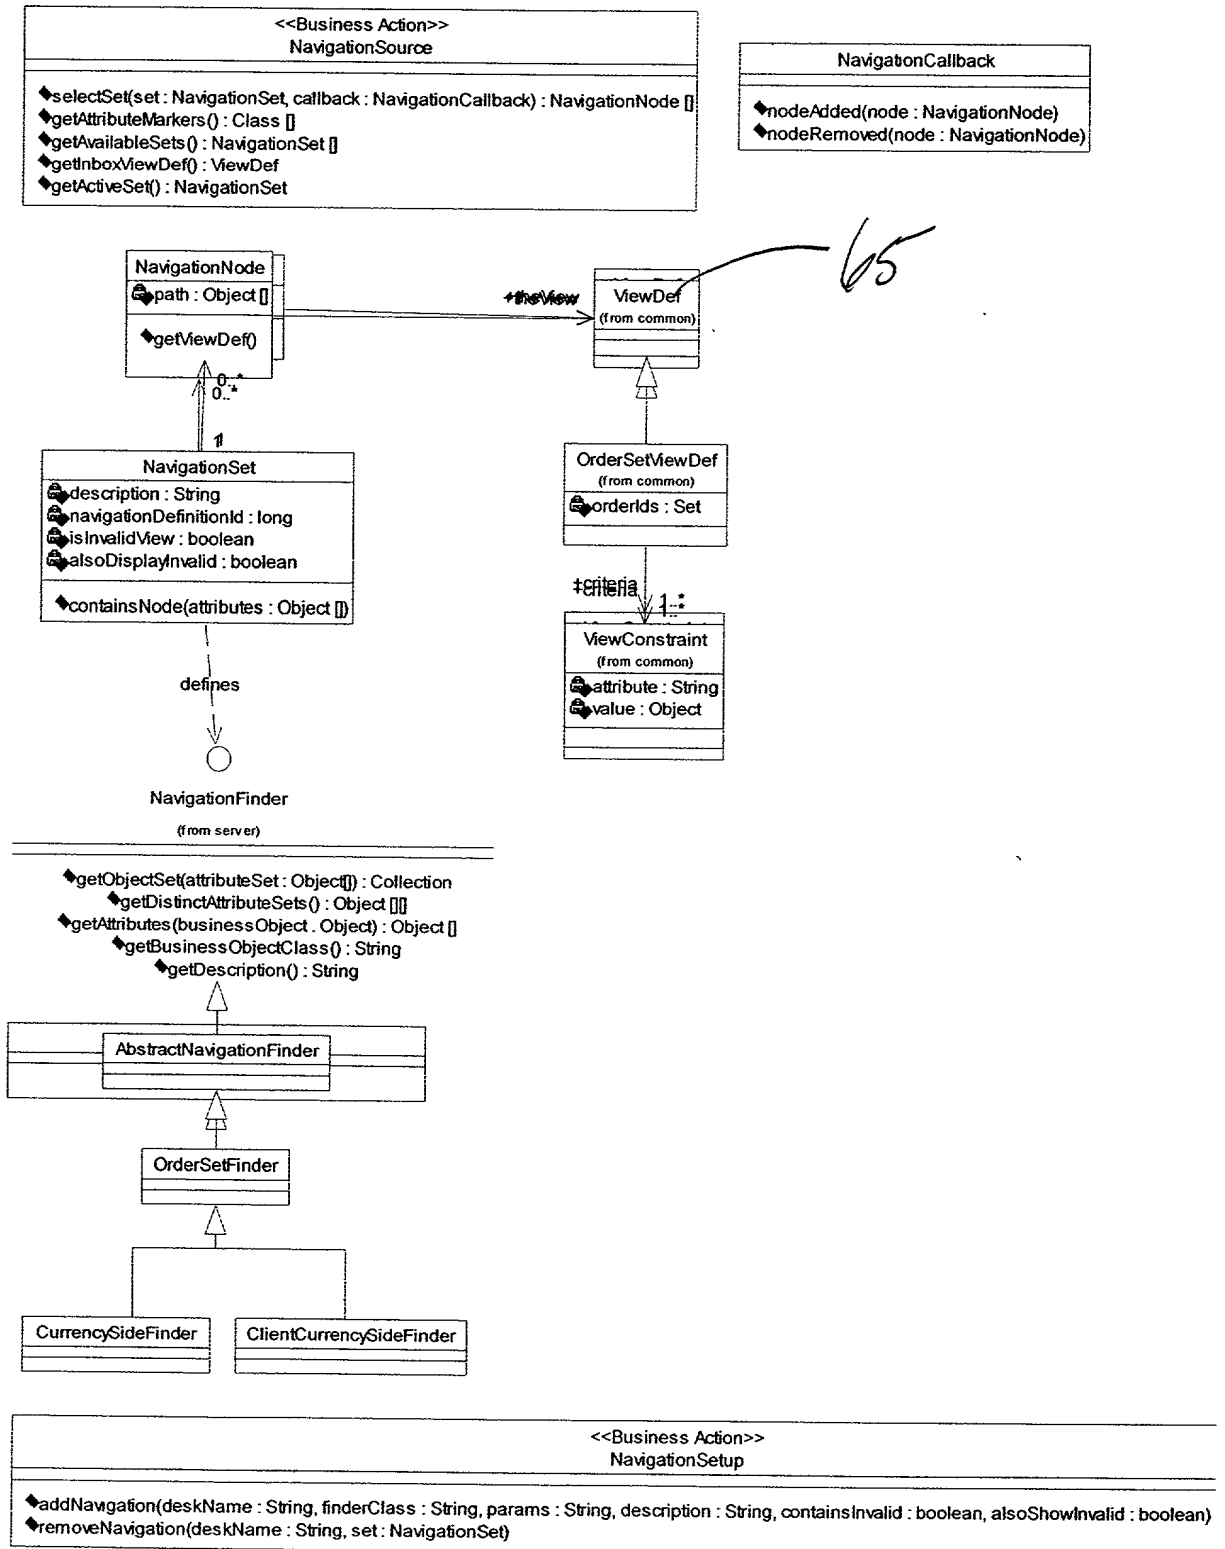 <<Business Action>>
NavigationSource
selectSet(set : NavigationSet, callback : NavigationCallback) : NavigationNode []
getAttributeMarkers() : Class []
getAvailableSets() : NavigationSet []
getInboxViewDef() : ViewDef
getActiveSet() : NavigationSet
NavigationCallback
nodeAdded(node : NavigationNode)
nodeRemoved(node : NavigationNode)
65
NavigationNode
path : Object []
getViewDef()
+theView
ViewDef
(from common)
0..*
0..*
1
NavigationSet
description : String
navigationDefinitionId : long
isInvalidView : boolean
alsoDisplayInvalid : boolean
containsNode(attributes : Object [])
OrderSetViewDef
(from common)
orderIds : Set
+criteria
+criteria
1..*
1..*
ViewConstraint
(from common)
attribute : String
value : Object
defines
NavigationFinder
(from server)
getObjectSet(attributeSet : Object[]) : Collection
getDistinctAttributeSets() : Object [][]
getAttributes(businessObject . Object) : Object []
getBusinessObjectClass() : String
getDescription() : String
AbstractNavigationFinder
OrderSetFinder
CurrencySideFinder
ClientCurrencySideFinder
<<Business Action>>
NavigationSetup
addNavigation(deskName : String, finderClass : String, params : String, description : String, containsInvalid : boolean, alsoShowInvalid : boolean)
removeNavigation(deskName : String, set : NavigationSet)